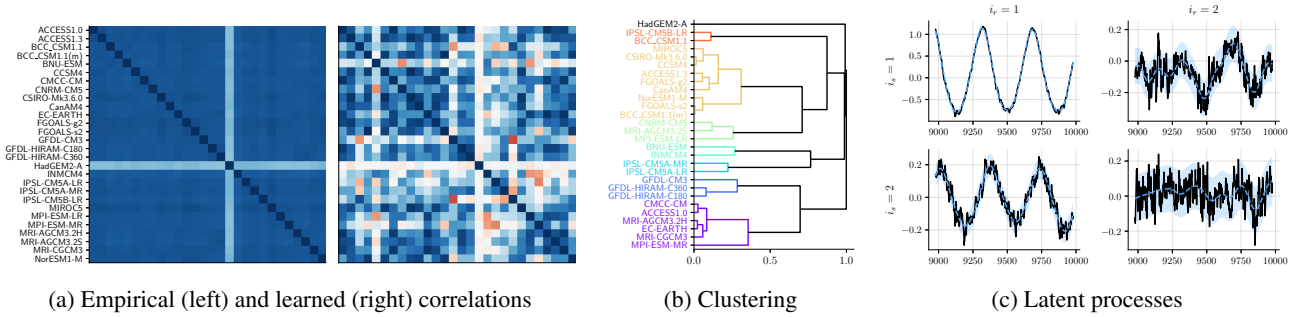 ACCESS1.0
ACCESS1.3
BCC_CSM1.1
BCC_CSM1.1(m)
BNU-ESM
CCSM4
CMCC-CM
CNRM-CM5
CSIRO-Mk3.6.0
CanAM4
EC-EARTH
FGOALS-g2
FGOALS-s2
GFDL-CM3
GFDL-HIRAM-C180
GFDL-HIRAM-C360
HadGEM2-A
INMCM4
IPSL-CM5A-LR
IPSL-CM5A-MR
IPSL-CM5B-LR
MIROC5
MPI-ESM-LR
MPI-ESM-MR
MRI-AGCM3.2H
MRI-AGCM3.2S
MRI-CGCM3
NorESM1-M
(a) Empirical (left) and learned (right) correlations
HadGEM2-A
IPSL-CM5B-LR
BCC_CSM1.1
MIROC5
CSIRO-Mk3.6.0
CCSM4
ACCESS1.3
FGOALS-g2
CanAM4
NorESM1-M
FGOALS-s2
BCC_CSM1.1(m)
CNRM-CM5
MRI-AGCM3.2S
MPI-ESM-LR
BNU-ESM
INMCM4
IPSL-CM5A-MR
IPSL-CM5A-LR
GFDL-CM3
GFDL-HIRAM-C360
GFDL-HIRAM-C180
CMCC-CM
ACCESS1.0
MRI-AGCM3.2H
EC-EARTH
MRI-CGCM3
MPI-ESM-MR
0.0 0.5 1.0
(b) Clustering
i_r = 1
i_r = 2
i_s = 1
1.0
0.5
0.0
−0.5
9000 9250 9500 9750 10000
0.2
0.0
−0.2
9000 9250 9500 9750 10000
i_s = 2
0.2
0.0
−0.2
9000 9250 9500 9750 10000
0.2
0.0
−0.2
9000 9250 9500 9750 10000
(c) Latent processes